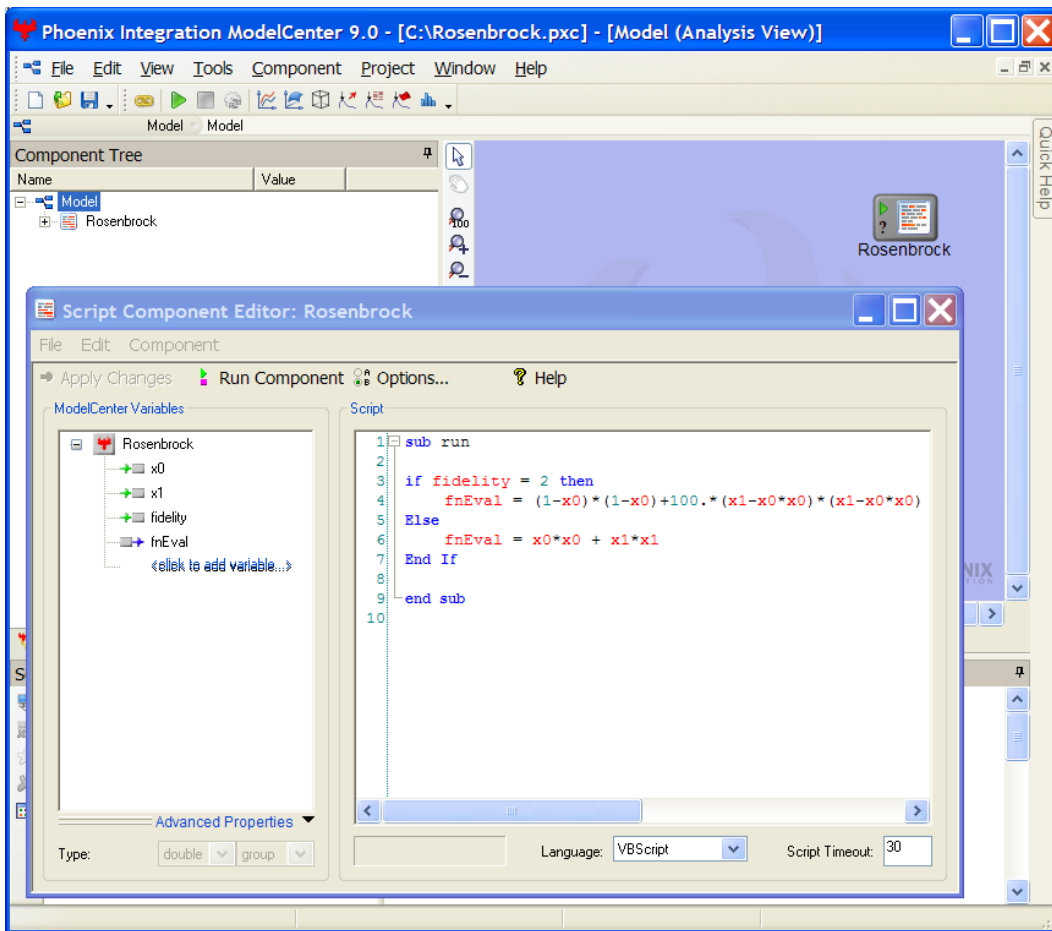 Phoenix Integration ModelCenter 9.0 - [C:\Rosenbrock.pxc] - [Model (Analysis View)]
File Edit View Tools Component Project Window Help
Model Model
Component Tree
Name Value
Model
Rosenbrock
100
?
Rosenbrock
Quick Help
Script Component Editor: Rosenbrock
File Edit Component
Apply Changes Run Component Options... Help
ModelCenter Variables
Rosenbrock
x0
x1
fidelity
fnEval
<click to add variable...>
Advanced Properties
Type: double group
Script
1 sub run
2
3 if fidelity = 2 then
4 fnEval = (1-x0)*(1-x0)+100.*(x1-x0*x0)*(x1-x0*x0)
5 Else
6 fnEval = x0*x0 + x1*x1
7 End If
8
9 end sub
10
Language: VBScript Script Timeout: 30
NIX
S